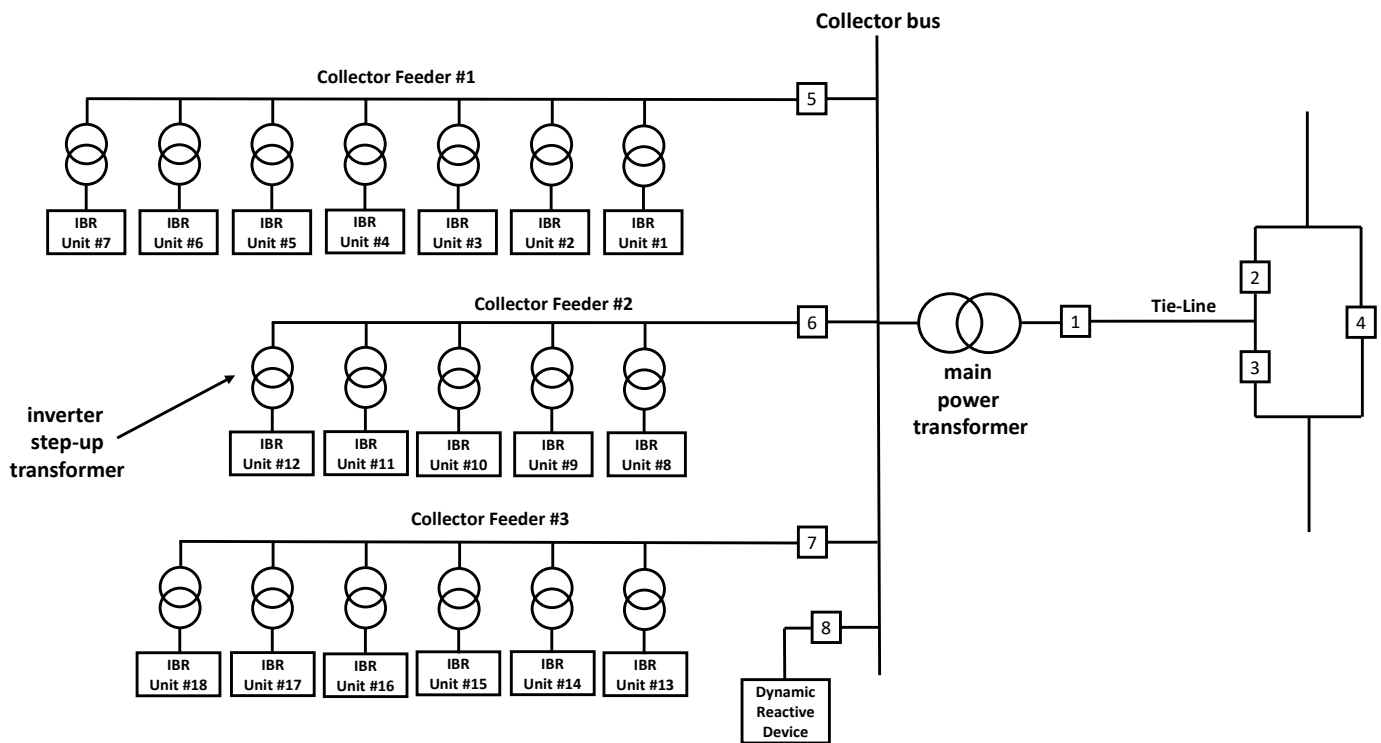 Collector bus
Collector Feeder #1
5
IBR
Unit #7
IBR
Unit #6
IBR
Unit #5
IBR
Unit #4
IBR
Unit #3
IBR
Unit #2
IBR
Unit #1
Collector Feeder #2
6
1
Tie-Line
2
4
3
inverter
step-up
transformer
main
power
transformer
IBR
Unit #12
IBR
Unit #11
IBR
Unit #10
IBR
Unit #9
IBR
Unit #8
Collector Feeder #3
7
8
IBR
Unit #18
IBR
Unit #17
IBR
Unit #16
IBR
Unit #15
IBR
Unit #14
IBR
Unit #13
Dynamic
Reactive
Device